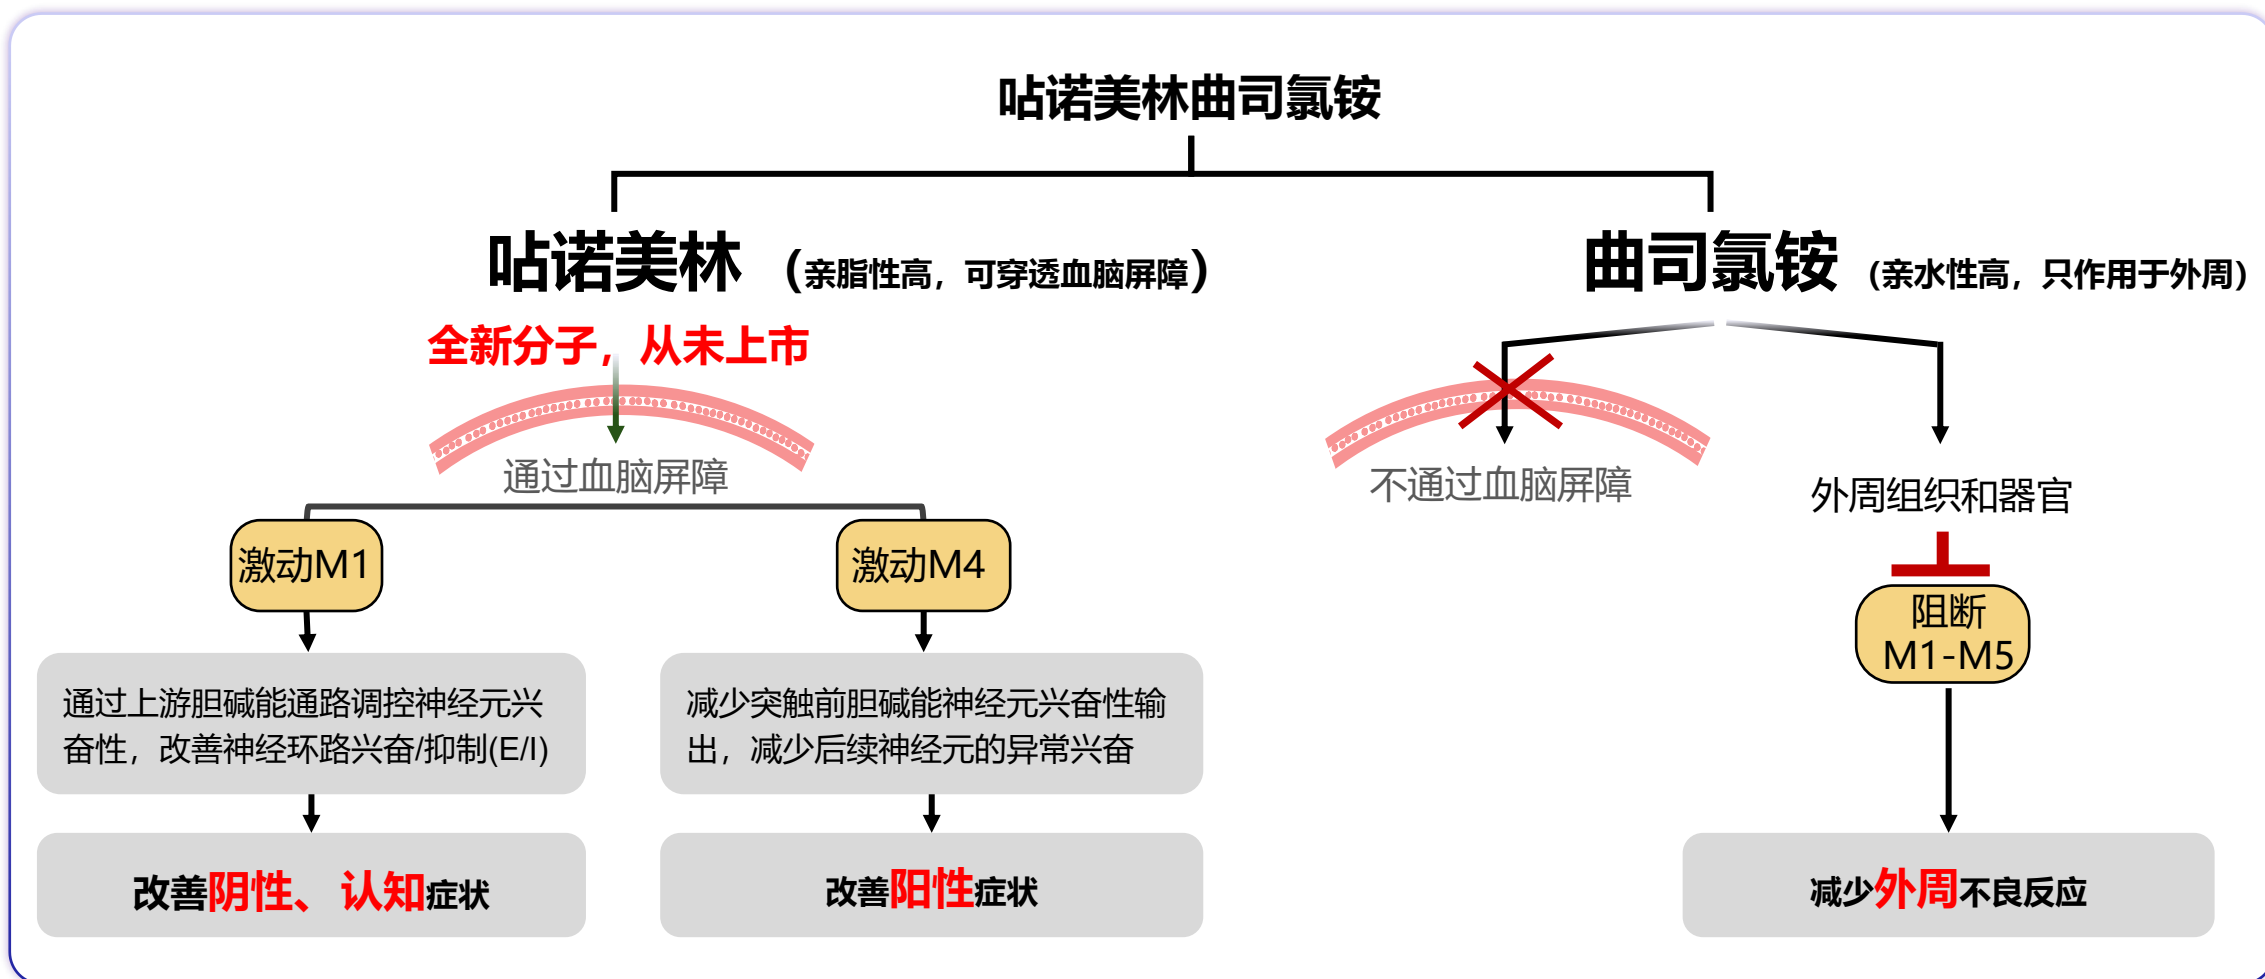 呫诺美林曲司氯铵
呫诺美林 (亲脂性高，可穿透血脑屏障)
曲司氯铵 (亲水性高，只作用于外周)
全新分子，从未上市
通过血脑屏障
不通过血脑屏障
外周组织和器官
激动M1
激动M4
阻断
M1-M5
通过上游胆碱能通路调控神经元兴
奋性，改善神经环路兴奋/抑制(E/I)
减少突触前胆碱能神经元兴奋性输
出，减少后续神经元的异常兴奋
改善阴性、认知症状
改善阳性症状
减少外周不良反应